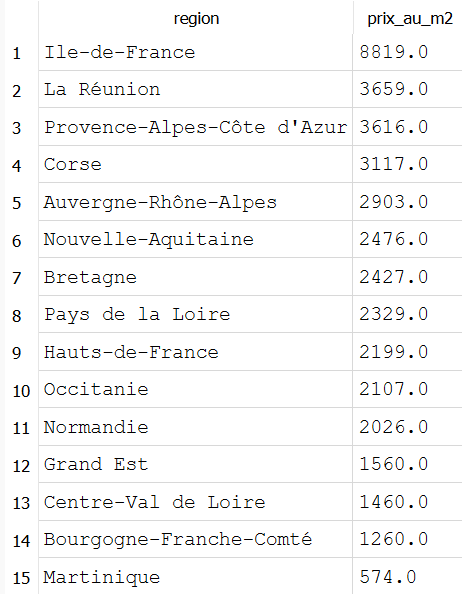 region prix_au_m2
1 Ile-de-France 8819.0
2 La Réunion 3659.0
3 Provence-Alpes-Côte d'Azur 3616.0
4 Corse 3117.0
5 Auvergne-Rhône-Alpes 2903.0
6 Nouvelle-Aquitaine 2476.0
7 Bretagne 2427.0
8 Pays de la Loire 2329.0
9 Hauts-de-France 2199.0
10 Occitanie 2107.0
11 Normandie 2026.0
12 Grand Est 1560.0
13 Centre-Val de Loire 1460.0
14 Bourgogne-Franche-Comté 1260.0
15 Martinique 574.0